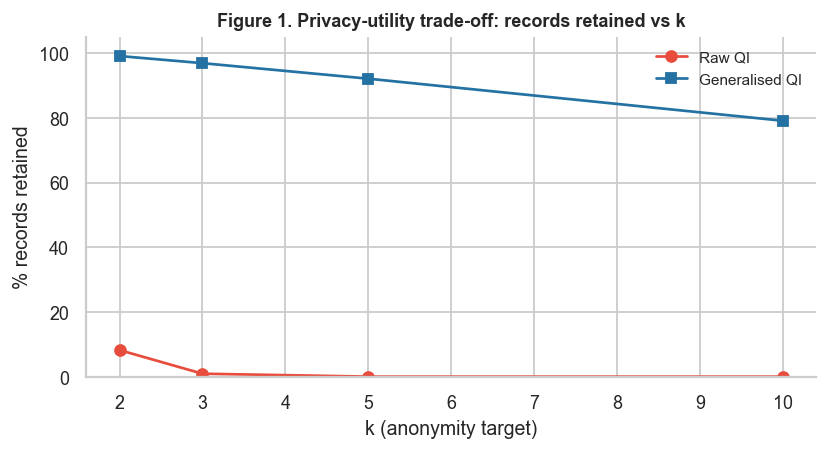 Figure 1. Privacy-utility trade-off: records retained vs k
Raw QI
Generalised QI
% records retained
100
80
60
40
20
0
2 3 4 5 6 7 8 9 10
k (anonymity target)